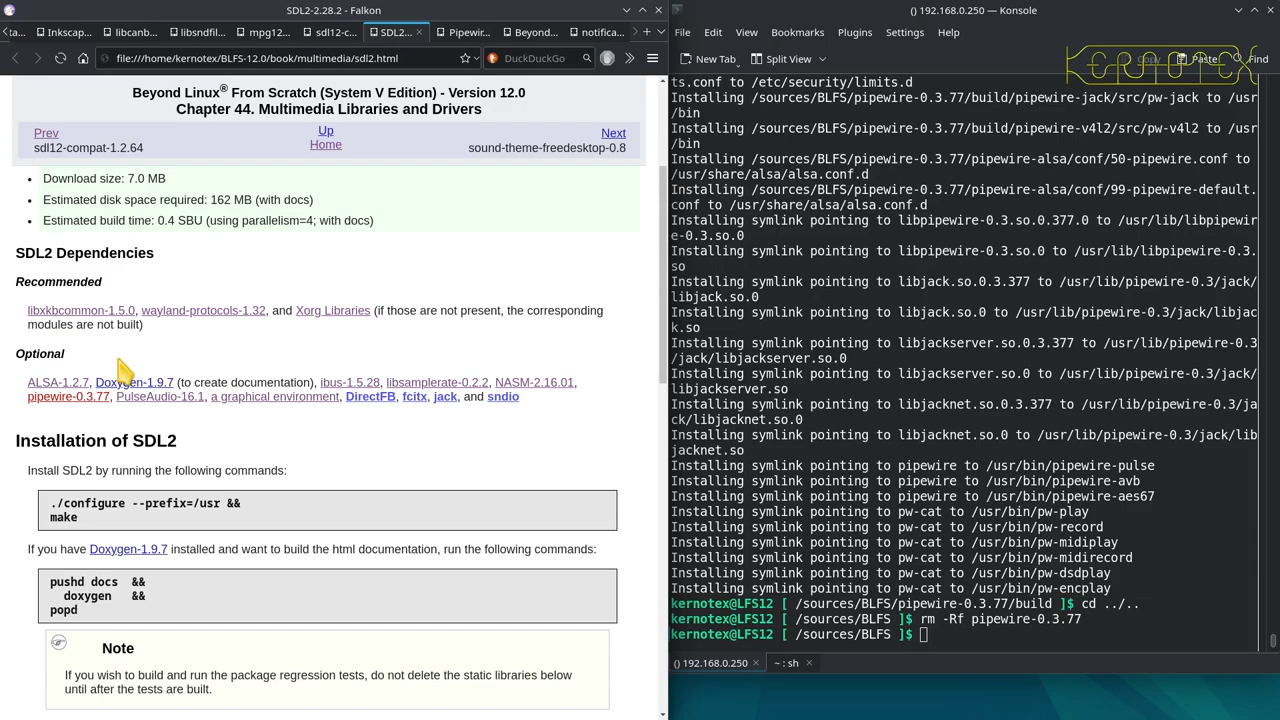 SDL2-2.28.2 – Falkon
...ta...
Inkscap...
libcanb...
libsndfil...
mpg12...
sdl12-c...
SDL2...
Pipewir...
Beyond...
notifica...
file:///home/kernotex/BLFS-12.0/book/multimedia/sdl2.html
DuckDuckGo
Beyond Linux® From Scratch (System V Edition) - Version 12.0
Chapter 44. Multimedia Libraries and Drivers
Prev
Up
Next
sdl12-compat-1.2.64
Home
sound-theme-freedesktop-0.8
• Download size: 7.0 MB
• Estimated disk space required: 162 MB (with docs)
• Estimated build time: 0.4 SBU (using parallelism=4; with docs)
SDL2 Dependencies
Recommended
libxkbcommon-1.5.0, wayland-protocols-1.32, and Xorg Libraries (if those are not present, the corresponding
modules are not built)
Optional
ALSA-1.2.7, Doxygen-1.9.7 (to create documentation), ibus-1.5.28, libsamplerate-0.2.2, NASM-2.16.01,
pipewire-0.3.77, PulseAudio-16.1, a graphical environment, DirectFB, fcitx, jack, and sndio
Installation of SDL2
Install SDL2 by running the following commands:
./configure --prefix=/usr &&
make
If you have Doxygen-1.9.7 installed and want to build the html documentation, run the following commands:
pushd docs  &&
  doxygen   &&
popd
Note
If you wish to build and run the package regression tests, do not delete the static libraries below
until after the tests are built.
() 192.168.0.250 — Konsole
File Edit View Bookmarks Plugins Settings Help
New Tab
Split View
Copy
Paste
Find
KERNOTEX
ts.conf to /etc/security/limits.d
Installing /sources/BLFS/pipewire-0.3.77/build/pipewire-jack/src/pw-jack to /usr
/bin
Installing /sources/BLFS/pipewire-0.3.77/build/pipewire-v4l2/src/pw-v4l2 to /usr
/bin
Installing /sources/BLFS/pipewire-0.3.77/pipewire-alsa/conf/50-pipewire.conf to
/usr/share/alsa/alsa.conf.d
Installing /sources/BLFS/pipewire-0.3.77/pipewire-alsa/conf/99-pipewire-default.
conf to /usr/share/alsa/alsa.conf.d
Installing symlink pointing to libpipewire-0.3.so.0.377.0 to /usr/lib/libpipewir
e-0.3.so.0
Installing symlink pointing to libpipewire-0.3.so.0 to /usr/lib/libpipewire-0.3.
so
Installing symlink pointing to libjack.so.0.3.377 to /usr/lib/pipewire-0.3/jack/
libjack.so.0
Installing symlink pointing to libjack.so.0 to /usr/lib/pipewire-0.3/jack/libjac
k.so
Installing symlink pointing to libjackserver.so.0.3.377 to /usr/lib/pipewire-0.3
/jack/libjackserver.so.0
Installing symlink pointing to libjackserver.so.0 to /usr/lib/pipewire-0.3/jack/
libjackserver.so
Installing symlink pointing to libjacknet.so.0.3.377 to /usr/lib/pipewire-0.3/ja
ck/libjacknet.so.0
Installing symlink pointing to libjacknet.so.0 to /usr/lib/pipewire-0.3/jack/lib
jacknet.so
Installing symlink pointing to pipewire to /usr/bin/pipewire-pulse
Installing symlink pointing to pipewire to /usr/bin/pipewire-avb
Installing symlink pointing to pipewire to /usr/bin/pipewire-aes67
Installing symlink pointing to pw-cat to /usr/bin/pw-play
Installing symlink pointing to pw-cat to /usr/bin/pw-record
Installing symlink pointing to pw-cat to /usr/bin/pw-midiplay
Installing symlink pointing to pw-cat to /usr/bin/pw-midirecord
Installing symlink pointing to pw-cat to /usr/bin/pw-dsdplay
Installing symlink pointing to pw-cat to /usr/bin/pw-encplay
kernotex@LFS12 [ /sources/BLFS/pipewire-0.3.77/build ]$ cd ../..
kernotex@LFS12 [ /sources/BLFS ]$ rm -Rf pipewire-0.3.77
kernotex@LFS12 [ /sources/BLFS ]$
() 192.168.0.250
~ : sh